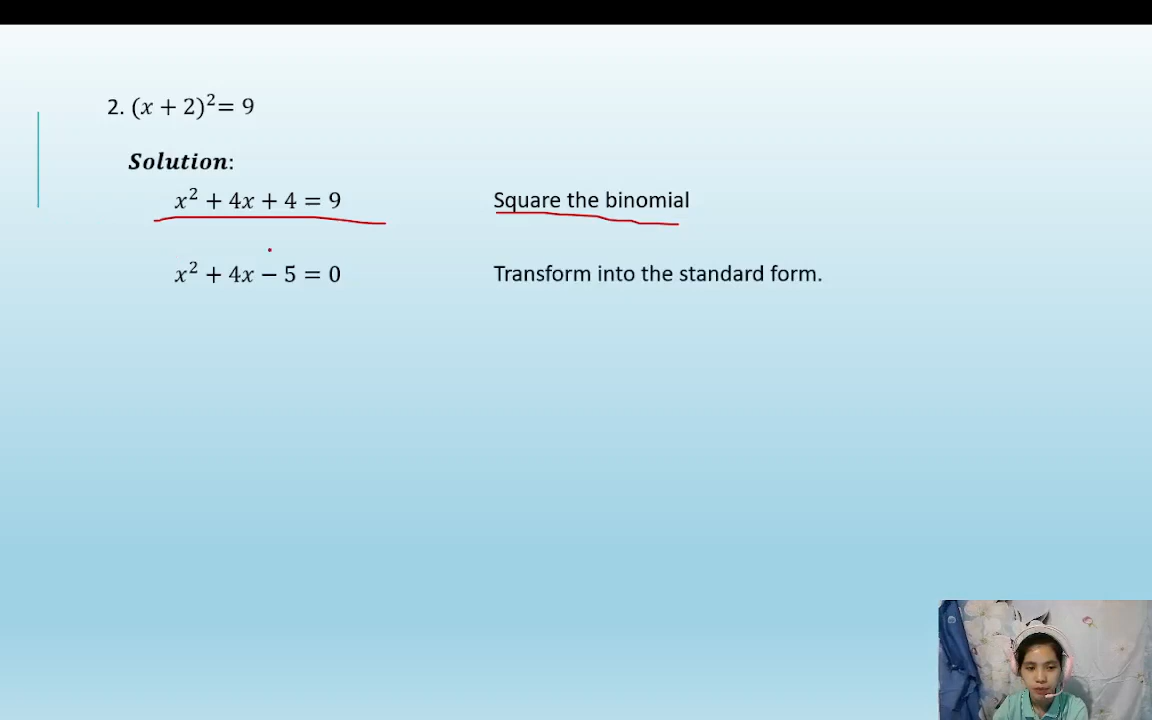 2. (x + 2)²= 9
Solution:
x² + 4x + 4 = 9 Square the binomial
x² + 4x − 5 = 0 Transform into the standard form.